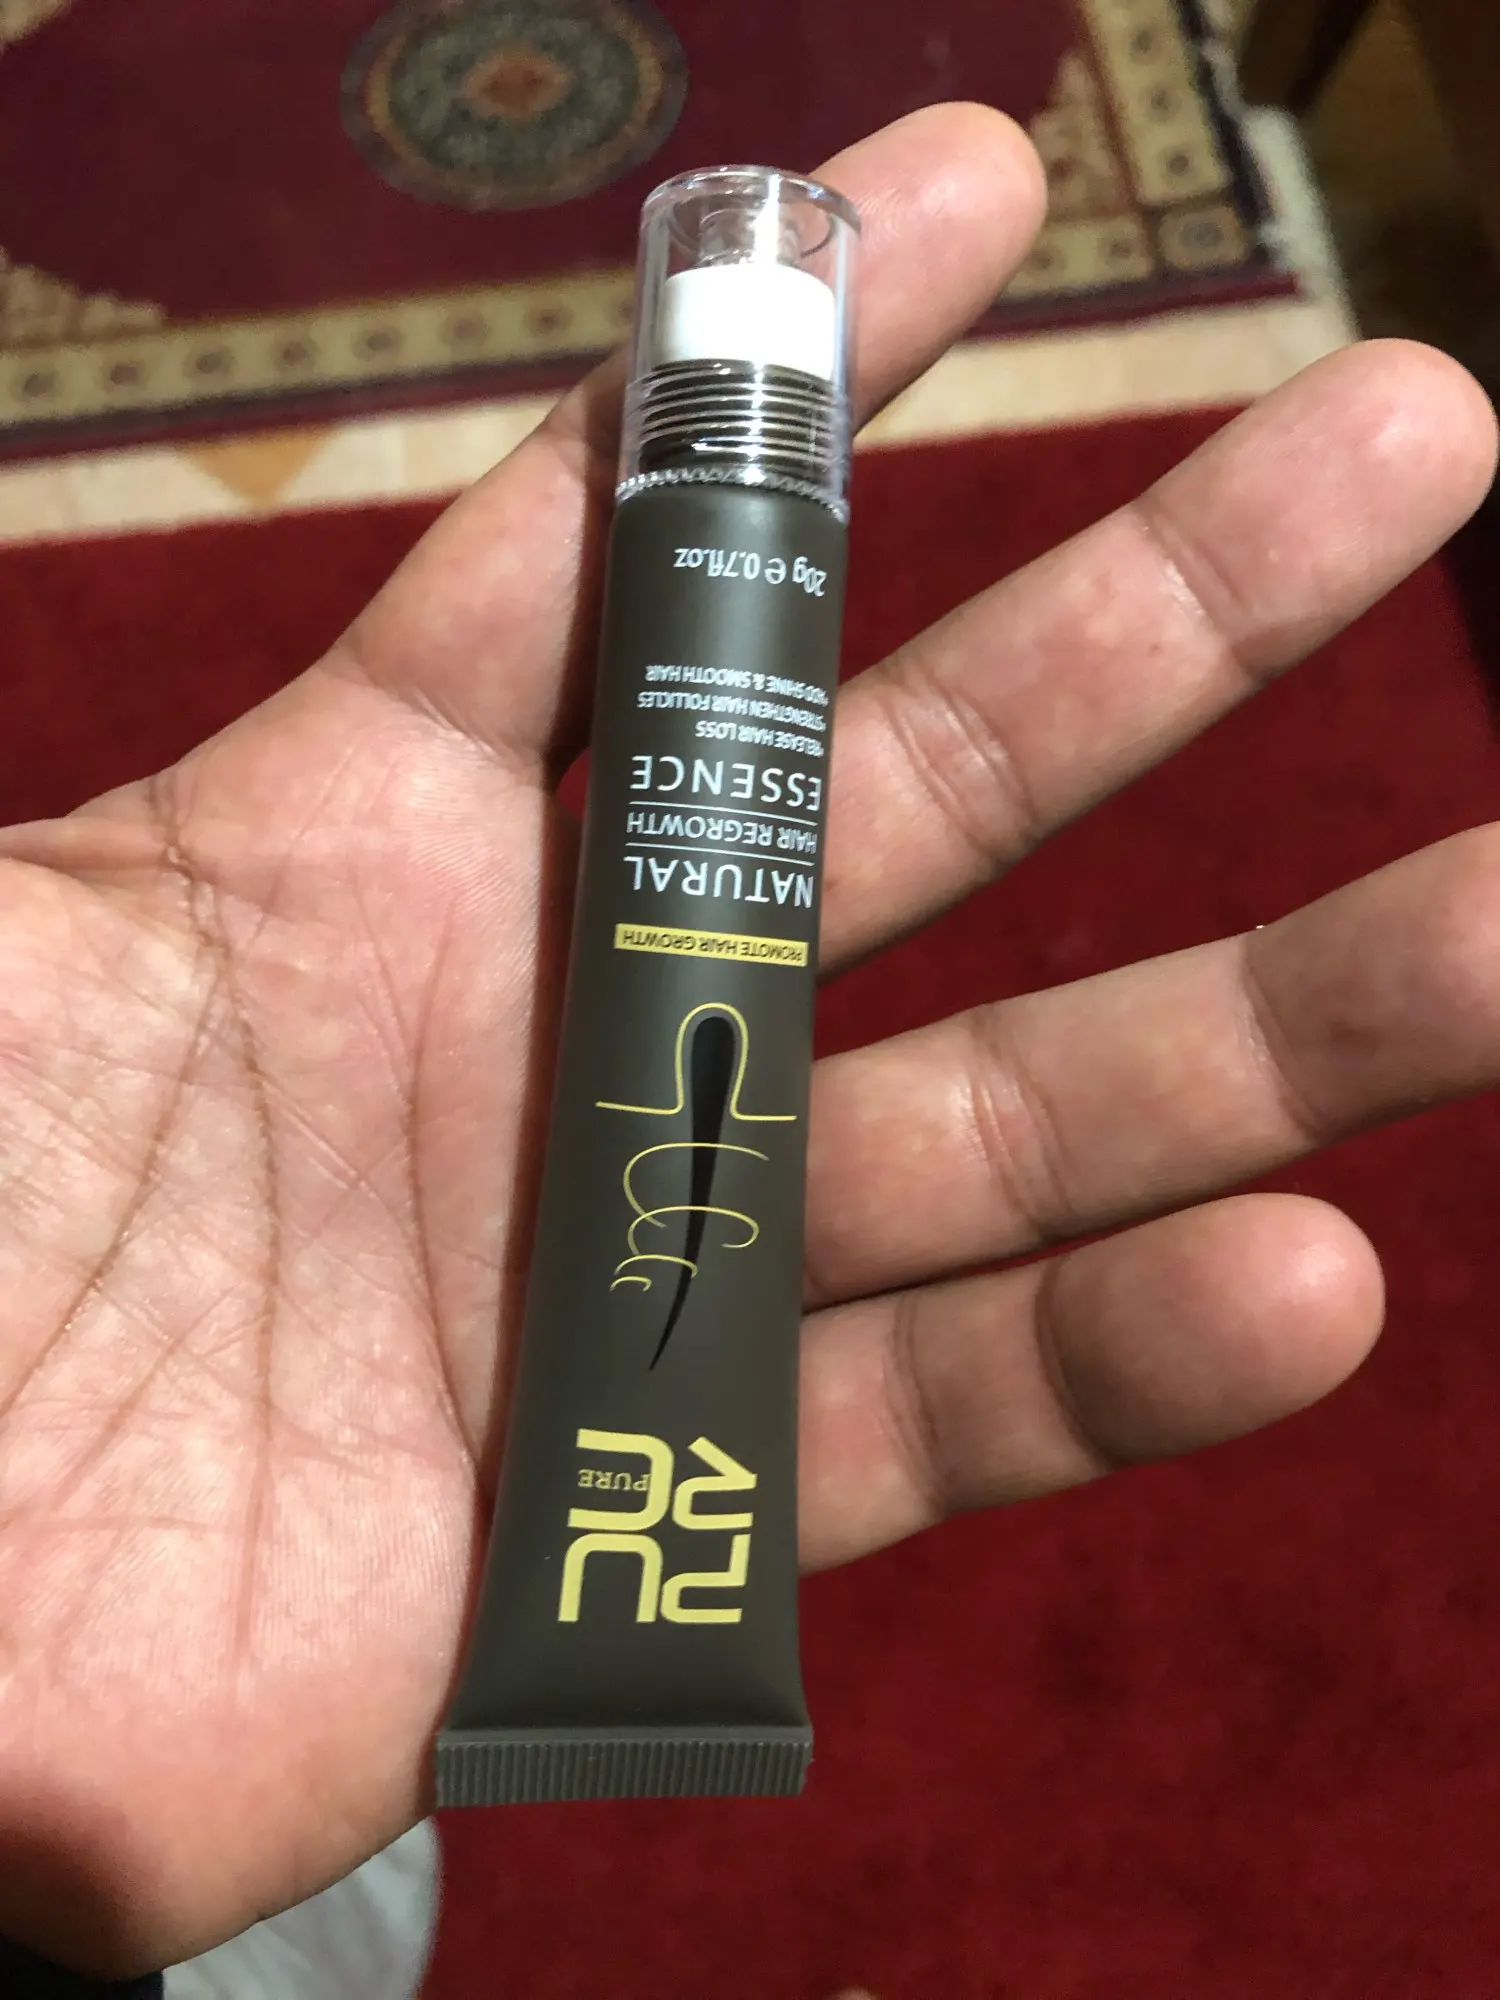 PURC
PURE
PROMOTE HAIR GROWTH
NATURAL
HAIR REGROWTH
ESSENCE
•RELEASE HAIR LOSS
•STRENGTHEN HAIR FOLLICLES
•ADD SHINE & SMOOTH HAIR
20g e 0.7fl.oz